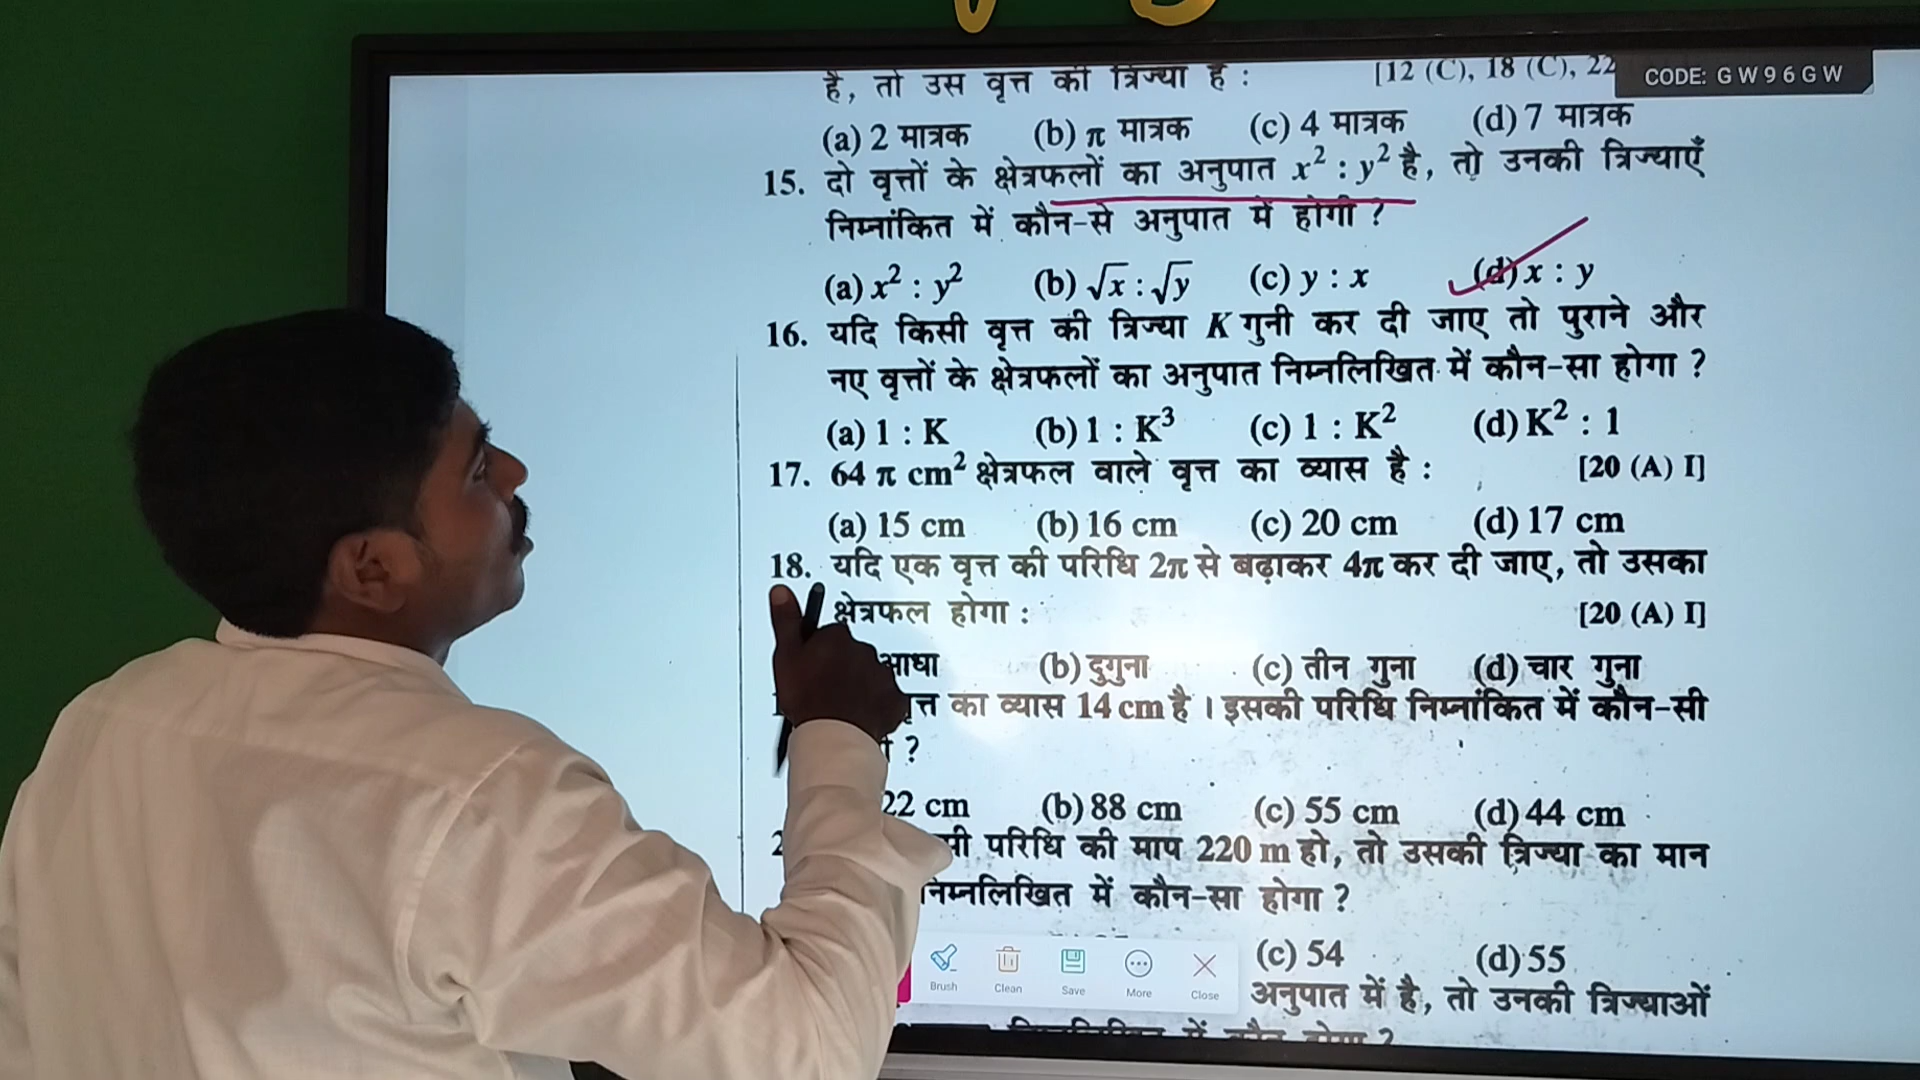 है, तो उस वृत्त की त्रिज्या है : [12 (C), 18 (C), 22
CODE: G W 9 6 G W
(a) 2 मात्रक (b) π मात्रक (c) 4 मात्रक (d) 7 मात्रक
15. दो वृत्तों के क्षेत्रफलों का अनुपात x² : y² है, तो उनकी त्रिज्याएँ
निम्नांकित में कौन-से अनुपात में होगी ?
(a) x² : y² (b) √x : √y (c) y : x (d) x : y
16. यदि किसी वृत्त की त्रिज्या K गुनी कर दी जाए तो पुराने और
नए वृत्तों के क्षेत्रफलों का अनुपात निम्नलिखित में कौन-सा होगा ?
(a) 1 : K (b) 1 : K³ (c) 1 : K² (d) K² : 1
17. 64 π cm² क्षेत्रफल वाले वृत्त का व्यास है : [20 (A) I]
(a) 15 cm (b) 16 cm (c) 20 cm (d) 17 cm
18. यदि एक वृत्त की परिधि 2π से बढ़ाकर 4π कर दी जाए, तो उसका
क्षेत्रफल होगा : [20 (A) I]
आधा (b) दुगुना (c) तीन गुना (d) चार गुना
का व्यास 14 cm है । इसकी परिधि निम्नांकित में कौन-सी
?
22 cm (b) 88 cm (c) 55 cm (d) 44 cm
परिधि की माप 220 m हो, तो उसकी त्रिज्या का मान
निम्नलिखित में कौन-सा होगा ?
(c) 54 (d) 55
अनुपात में है, तो उनकी त्रिज्याओं
Brush Clean Save More Close